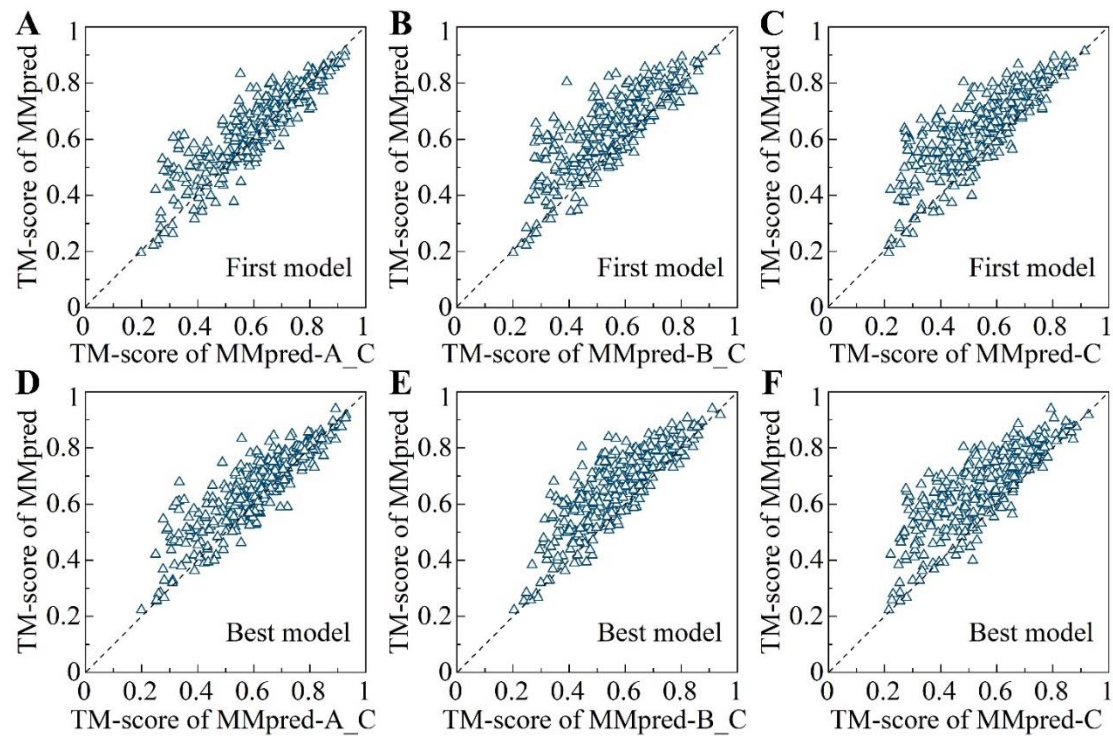 A
TM-score of MMpred
1
0.8
0.6
0.4
0.2
0
First model
0 0.2 0.4 0.6 0.8 1
TM-score of MMpred-A_C
B
TM-score of MMpred
1
0.8
0.6
0.4
0.2
0
First model
0 0.2 0.4 0.6 0.8 1
TM-score of MMpred-B_C
C
TM-score of MMpred
1
0.8
0.6
0.4
0.2
0
First model
0 0.2 0.4 0.6 0.8 1
TM-score of MMpred-C
D
TM-score of MMpred
1
0.8
0.6
0.4
0.2
0
Best model
0 0.2 0.4 0.6 0.8 1
TM-score of MMpred-A_C
E
TM-score of MMpred
1
0.8
0.6
0.4
0.2
0
Best model
0 0.2 0.4 0.6 0.8 1
TM-score of MMpred-B_C
F
TM-score of MMpred
1
0.8
0.6
0.4
0.2
0
Best model
0 0.2 0.4 0.6 0.8 1
TM-score of MMpred-C